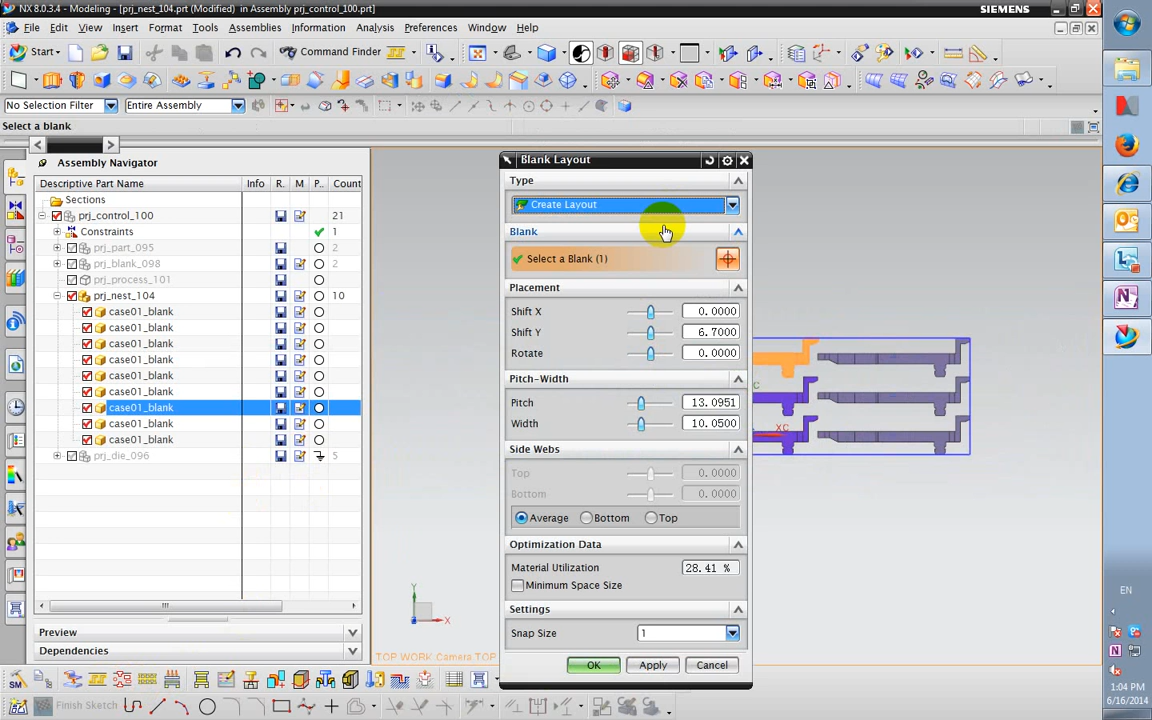 NX 8.0.3.4 - Modeling - [prj_nest_104.prt (Modified) in Assembly prj_control_100.prt]
SIEMENS
File Edit View Insert Format Tools Assemblies Information Analysis Preferences Window Help
Start
Command Finder
No Selection Filter
Entire Assembly
Select a blank
Assembly Navigator
Descriptive Part Name Info R. M P.. Count
Sections
prj_control_100 21
Constraints 1
prj_part_095 2
prj_blank_098 2
prj_process_101
prj_nest_104 10
case01_blank
case01_blank
case01_blank
case01_blank
case01_blank
case01_blank
case01_blank
case01_blank
case01_blank
prj_die_096 5
Preview
Dependencies
Finish Sketch
Blank Layout
Type
Create Layout
Blank
Select a Blank (1)
Placement
Shift X 0.0000
Shift Y 6.7000
Rotate 0.0000
Pitch-Width
Pitch 13.0951
Width 10.0500
Side Webs
Top 0.0000
Bottom 0.0000
Average Bottom Top
Optimization Data
Material Utilization 28.41 %
Minimum Space Size
Settings
Snap Size 1
OK Apply Cancel
C
XC
Y
X
TOP WORK Camera TOP
EN
1:04 PM
6/16/2014